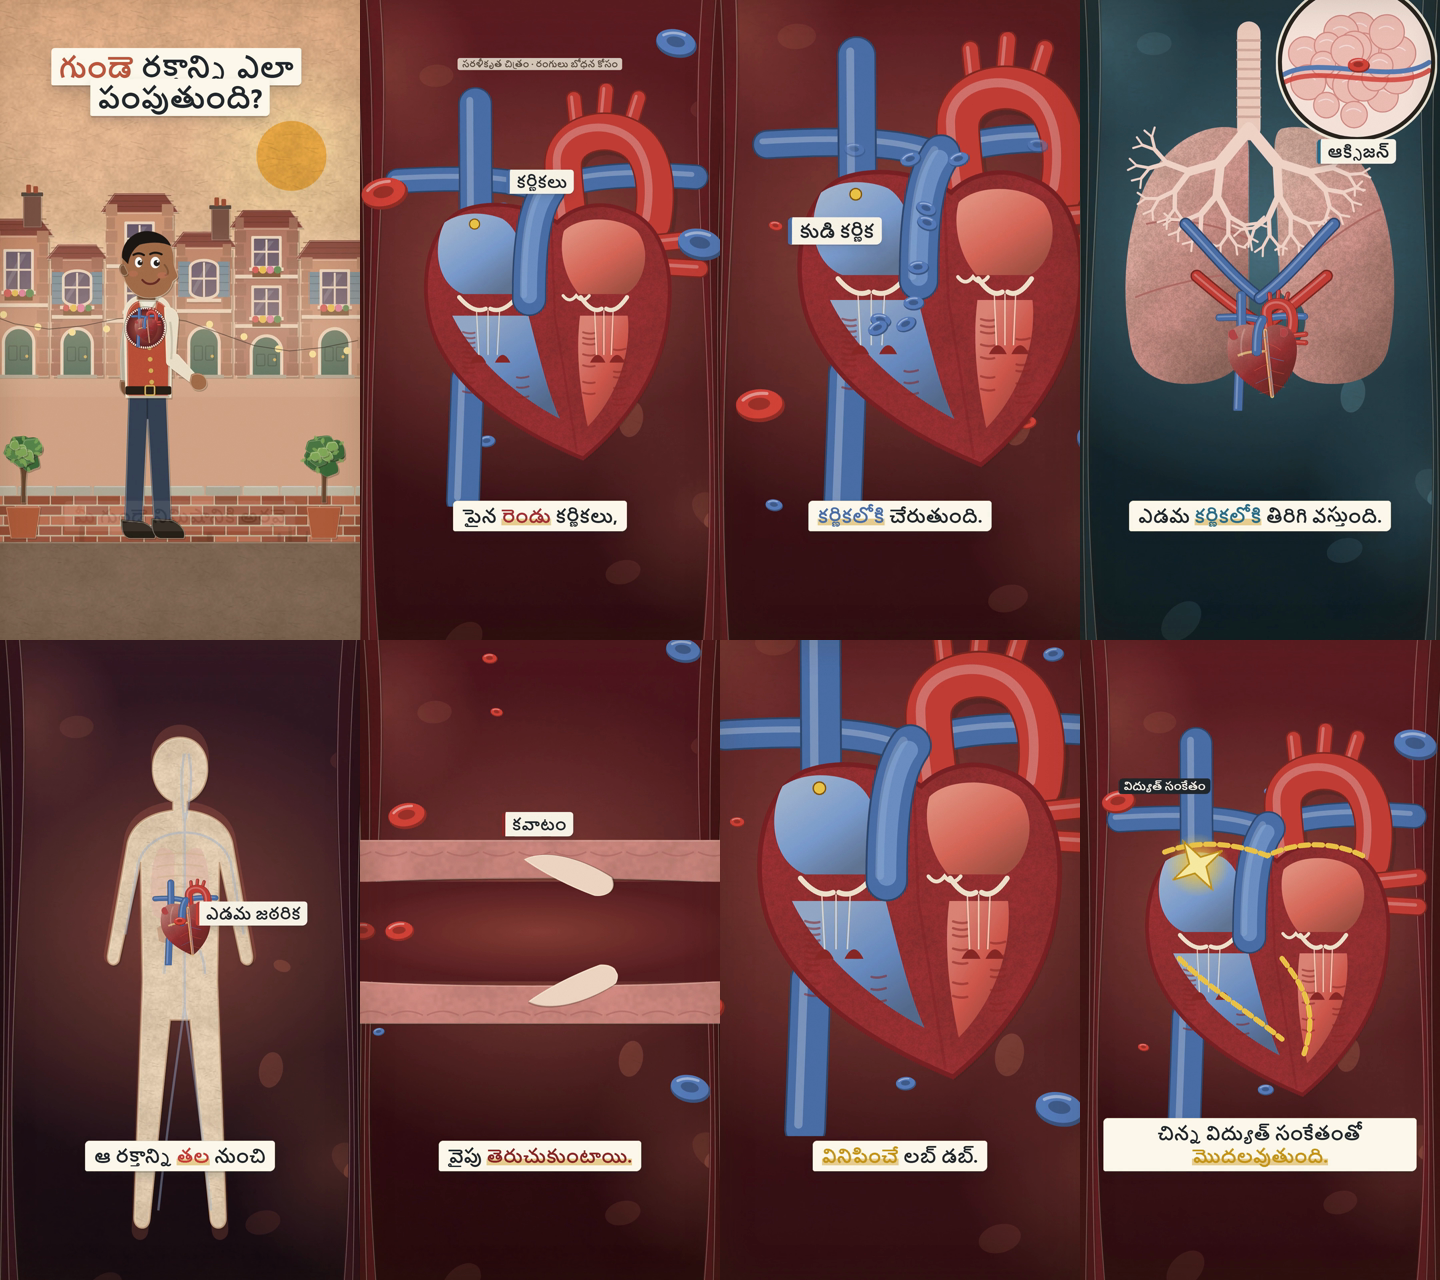 గుండె రక్తాన్ని ఎలా
పంపుతుంది?
సరళీకృత చిత్రం · రంగులు బోధన కోసం
కర్ణికలు
పైన రెండు కర్ణికలు,
కుడి కర్ణిక
కర్ణికలోకి చేరుతుంది.
ఆక్సిజన్
ఎడమ కర్ణికలోకి తిరిగి వస్తుంది.
ఎడమ జఠరిక
ఆ రక్తాన్ని తల నుంచి
కవాటం
వైపు తెరుచుకుంటాయి.
వినిపించే లబ్ డబ్.
విద్యుత్ సంకేతం
చిన్న విద్యుత్ సంకేతంతో
మొదలవుతుంది.